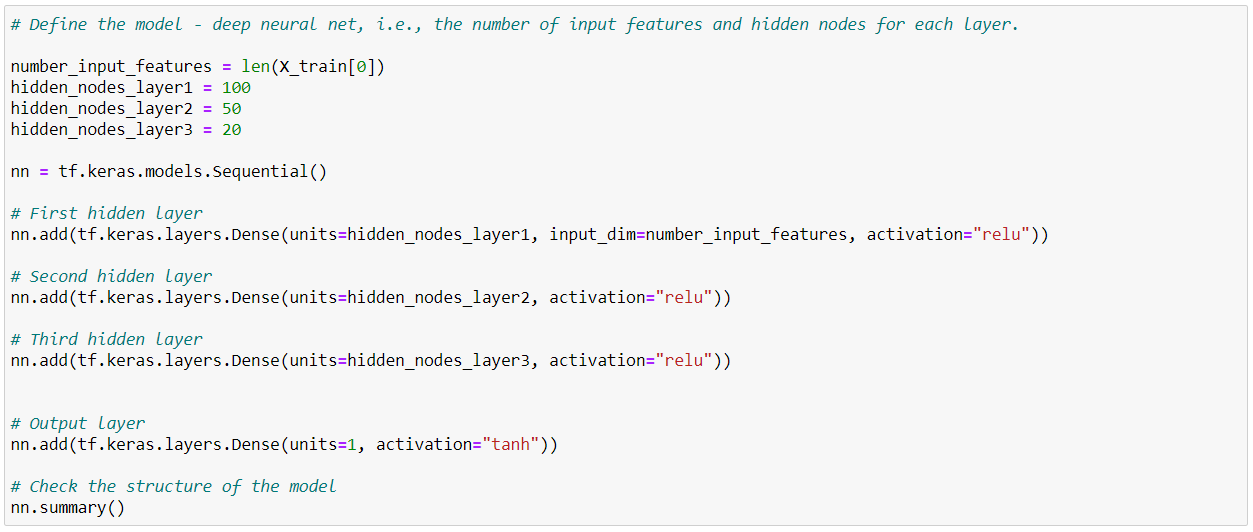 # Define the model - deep neural net, i.e., the number of input features and hidden nodes for each layer.
number_input_features = len(X_train[0])
hidden_nodes_layer1 = 100
hidden_nodes_layer2 = 50
hidden_nodes_layer3 = 20
nn = tf.keras.models.Sequential()
# First hidden layer
nn.add(tf.keras.layers.Dense(units=hidden_nodes_layer1, input_dim=number_input_features, activation="relu"))
# Second hidden layer
nn.add(tf.keras.layers.Dense(units=hidden_nodes_layer2, activation="relu"))
# Third hidden layer
nn.add(tf.keras.layers.Dense(units=hidden_nodes_layer3, activation="relu"))
# Output layer
nn.add(tf.keras.layers.Dense(units=1, activation="tanh"))
# Check the structure of the model
nn.summary()